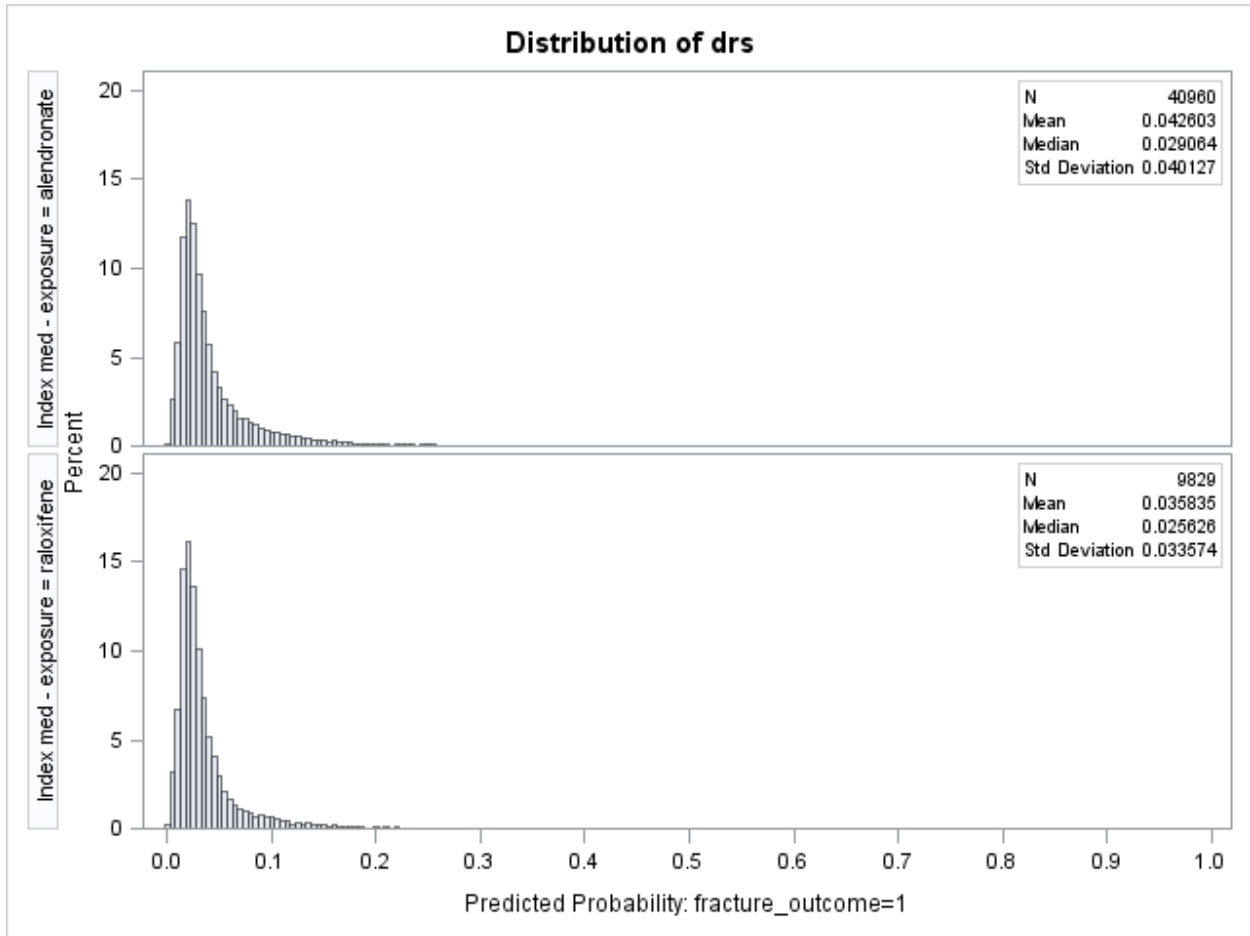 Distribution of drs
Index med - exposure = alendronate
20
15
10
5
0
N 40960
Mean 0.042603
Median 0.029064
Std Deviation 0.040127
Percent
Index med - exposure = raloxifene
20
15
10
5
0
N 9829
Mean 0.035835
Median 0.025626
Std Deviation 0.033574
0.0 0.1 0.2 0.3 0.4 0.5 0.6 0.7 0.8 0.9 1.0
Predicted Probability: fracture_outcome=1